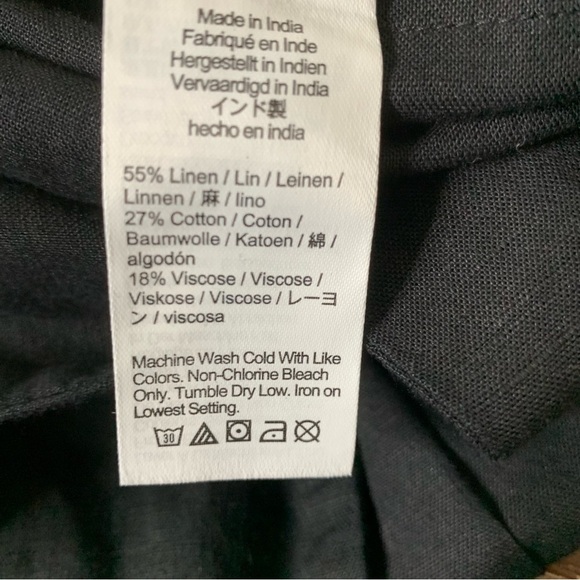 Made in India
Fabriqué en Inde
Hergestellt in Indien
Vervaardigd in India
インド製
hecho en india
55% Linen / Lin / Leinen /
Linnen / 麻 / lino
27% Cotton / Coton /
Baumwolle / Katoen / 綿 /
algodón
18% Viscose / Viscose /
Viskose / Viscose / レーヨ
ン / viscosa
Machine Wash Cold With Like
Colors. Non-Chlorine Bleach
Only. Tumble Dry Low. Iron on
Lowest Setting.
30